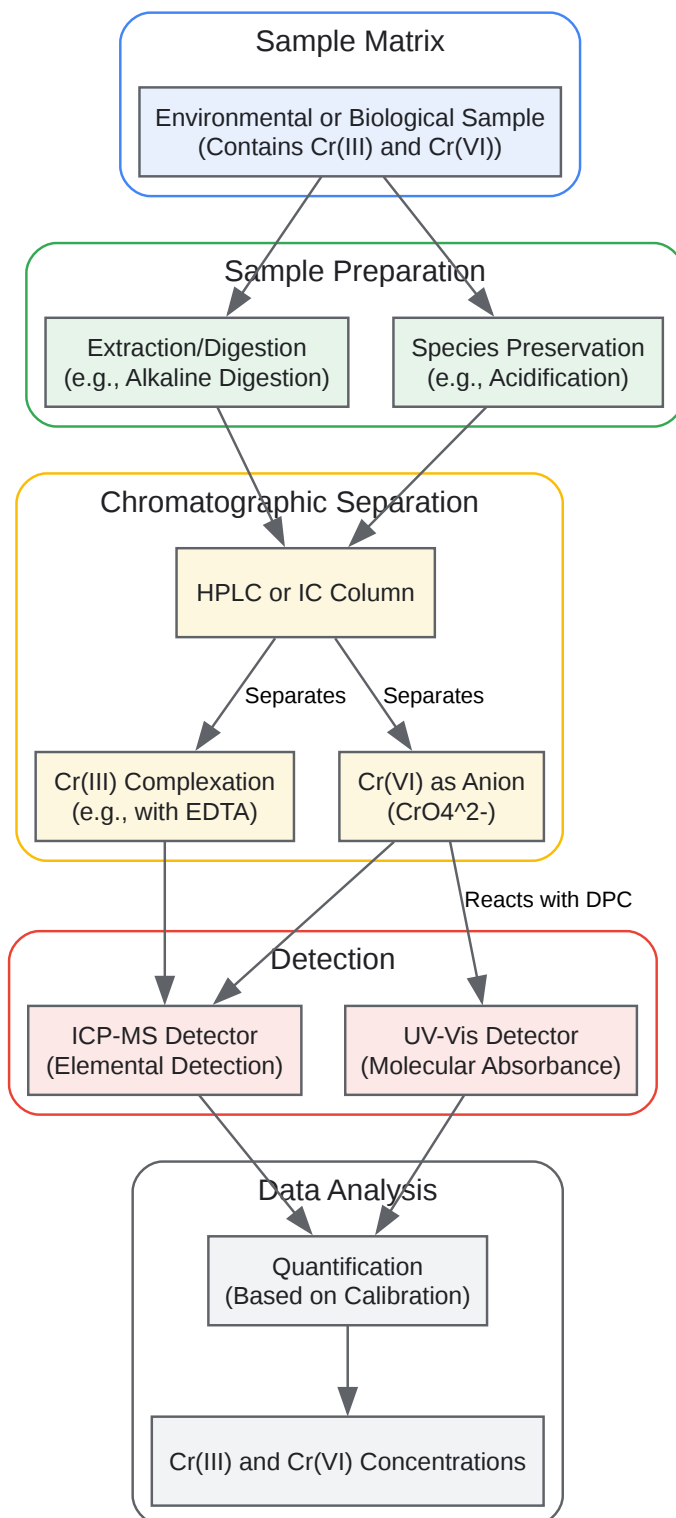 Sample Matrix
Environmental or Biological Sample
(Contains Cr(III) and Cr(VI))
Sample Preparation
Extraction/Digestion
(e.g., Alkaline Digestion)
Species Preservation
(e.g., Acidification)
Chromatographic Separation
HPLC or IC Column
Separates
Separates
Cr(III) Complexation
(e.g., with EDTA)
Cr(VI) as Anion
(CrO4^2-)
Reacts with DPC
Detection
ICP-MS Detector
(Elemental Detection)
UV-Vis Detector
(Molecular Absorbance)
Data Analysis
Quantification
(Based on Calibration)
Cr(III) and Cr(VI) Concentrations